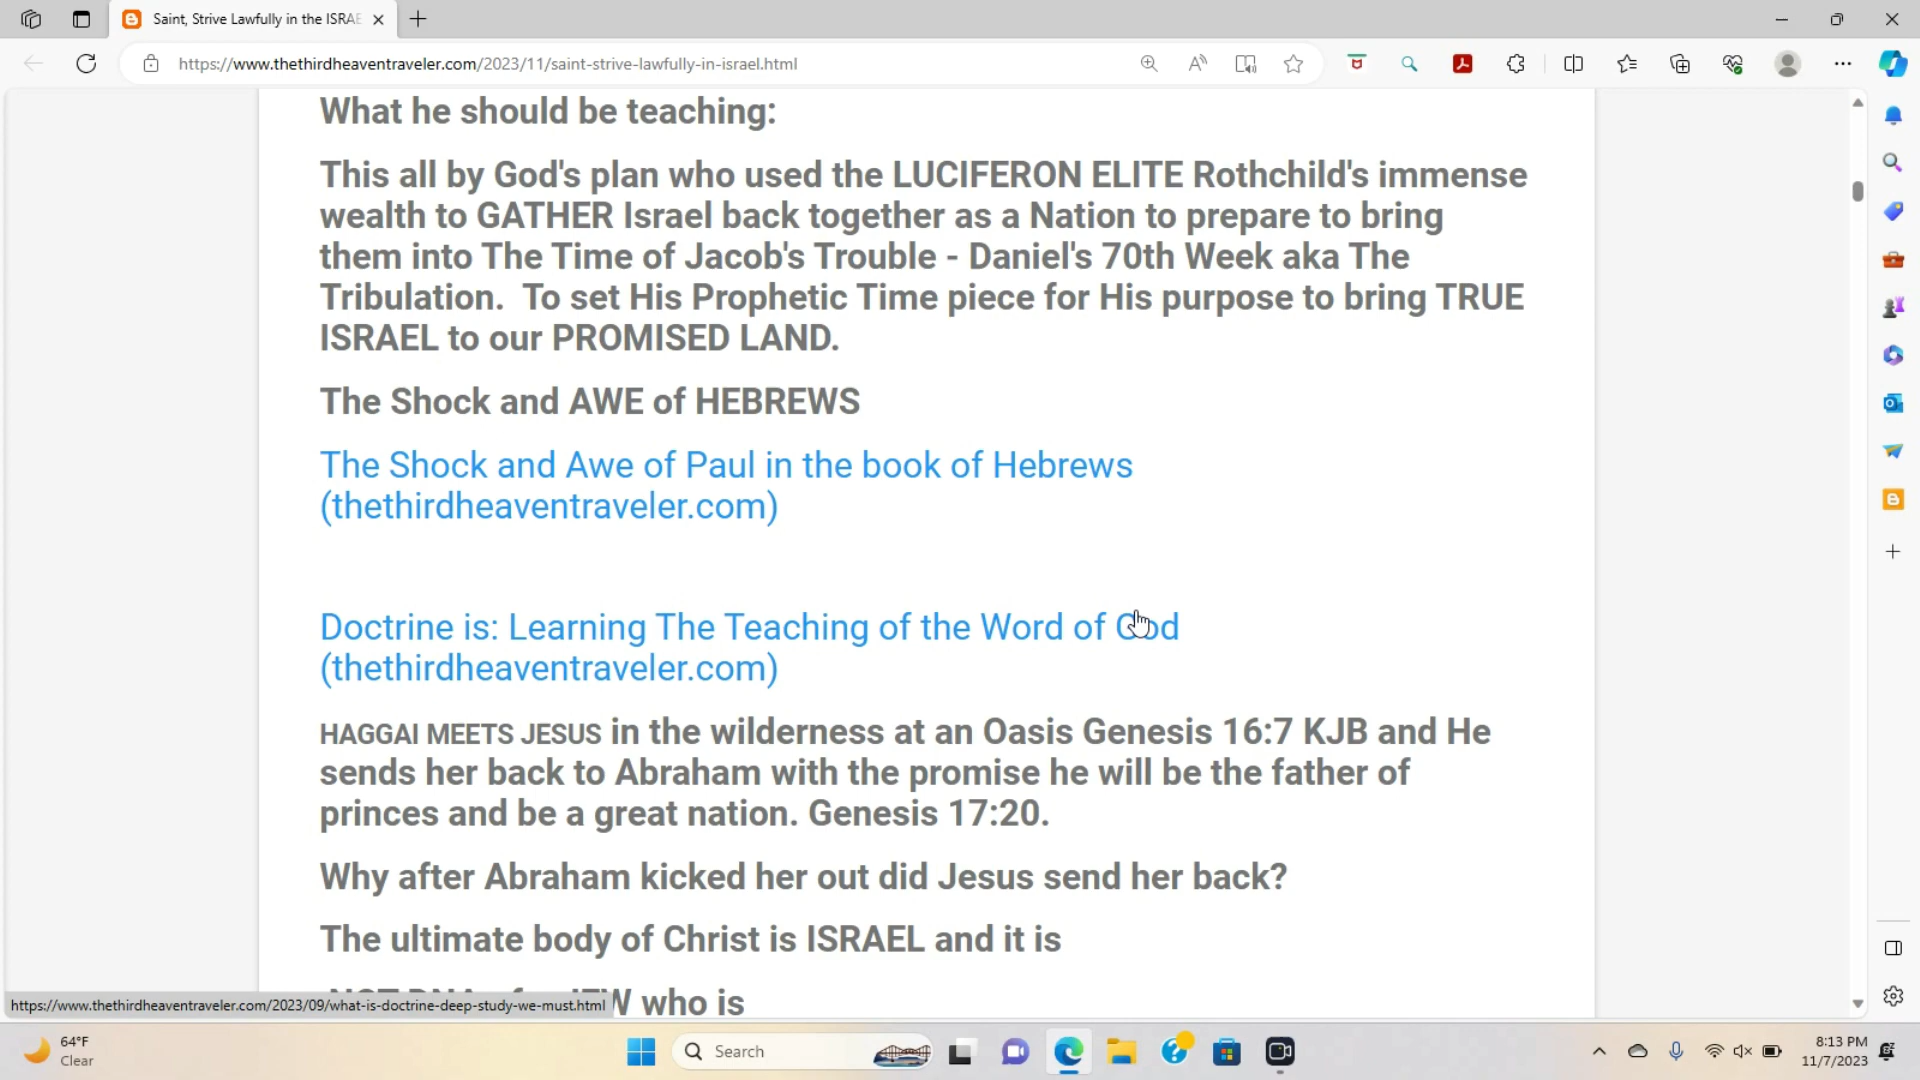 Saint, Strive Lawfully in the ISRAE
https://www.thethirdheaventraveler.com/2023/11/saint-strive-lawfully-in-israel.html
What he should be teaching:
This all by God's plan who used the LUCIFERON ELITE Rothchild's immense
wealth to GATHER Israel back together as a Nation to prepare to bring
them into The Time of Jacob's Trouble - Daniel's 70th Week aka The
Tribulation.  To set His Prophetic Time piece for His purpose to bring TRUE
ISRAEL to our PROMISED LAND.
The Shock and AWE of HEBREWS
The Shock and Awe of Paul in the book of Hebrews
(thethirdheaventraveler.com)
Doctrine is: Learning The Teaching of the Word of God
(thethirdheaventraveler.com)
HAGGAI MEETS JESUS in the wilderness at an Oasis Genesis 16:7 KJB and He
sends her back to Abraham with the promise he will be the father of
princes and be a great nation. Genesis 17:20.
Why after Abraham kicked her out did Jesus send her back?
The ultimate body of Christ is ISRAEL and it is
who is
https://www.thethirdheaventraveler.com/2023/09/what-is-doctrine-deep-study-we-must.html
64°F
Clear
Search
8:13 PM
11/7/2023